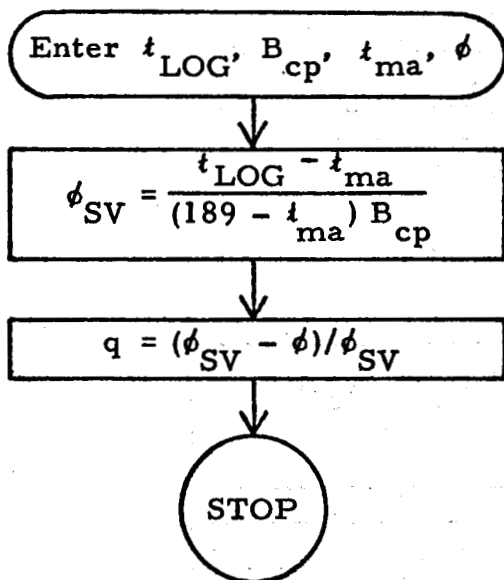 Enter t_LOG, B_cp, t_ma, ϕ
ϕ_SV = (t_LOG - t_ma) / ((189 - t_ma) B_cp)
q = (ϕ_SV - ϕ)/ϕ_SV
STOP